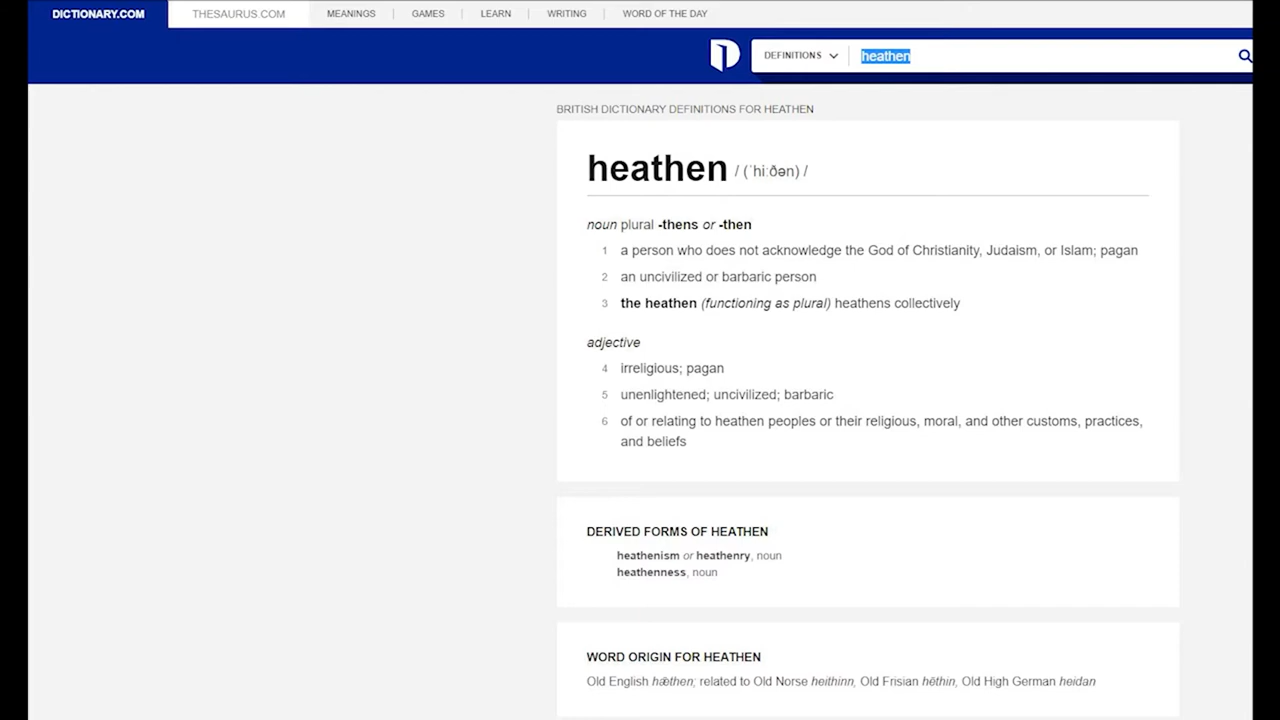 DICTIONARY.COM THESAURUS.COM MEANINGS | GAMES | LEARN | WRITING | WORD OF THE DAY
DEFINITIONS heathen
BRITISH DICTIONARY DEFINITIONS FOR HEATHEN
heathen / (ˈhiːðən) /
noun plural -thens or -then
1 a person who does not acknowledge the God of Christianity, Judaism, or Islam; pagan
2 an uncivilized or barbaric person
3 the heathen (functioning as plural) heathens collectively
adjective
4 irreligious; pagan
5 unenlightened; uncivilized; barbaric
6 of or relating to heathen peoples or their religious, moral, and other customs, practices,
and beliefs
DERIVED FORMS OF HEATHEN
heathenism or heathenry, noun
heathenness, noun
WORD ORIGIN FOR HEATHEN
Old English hǣthen; related to Old Norse heithinn, Old Frisian hēthin, Old High German heidan